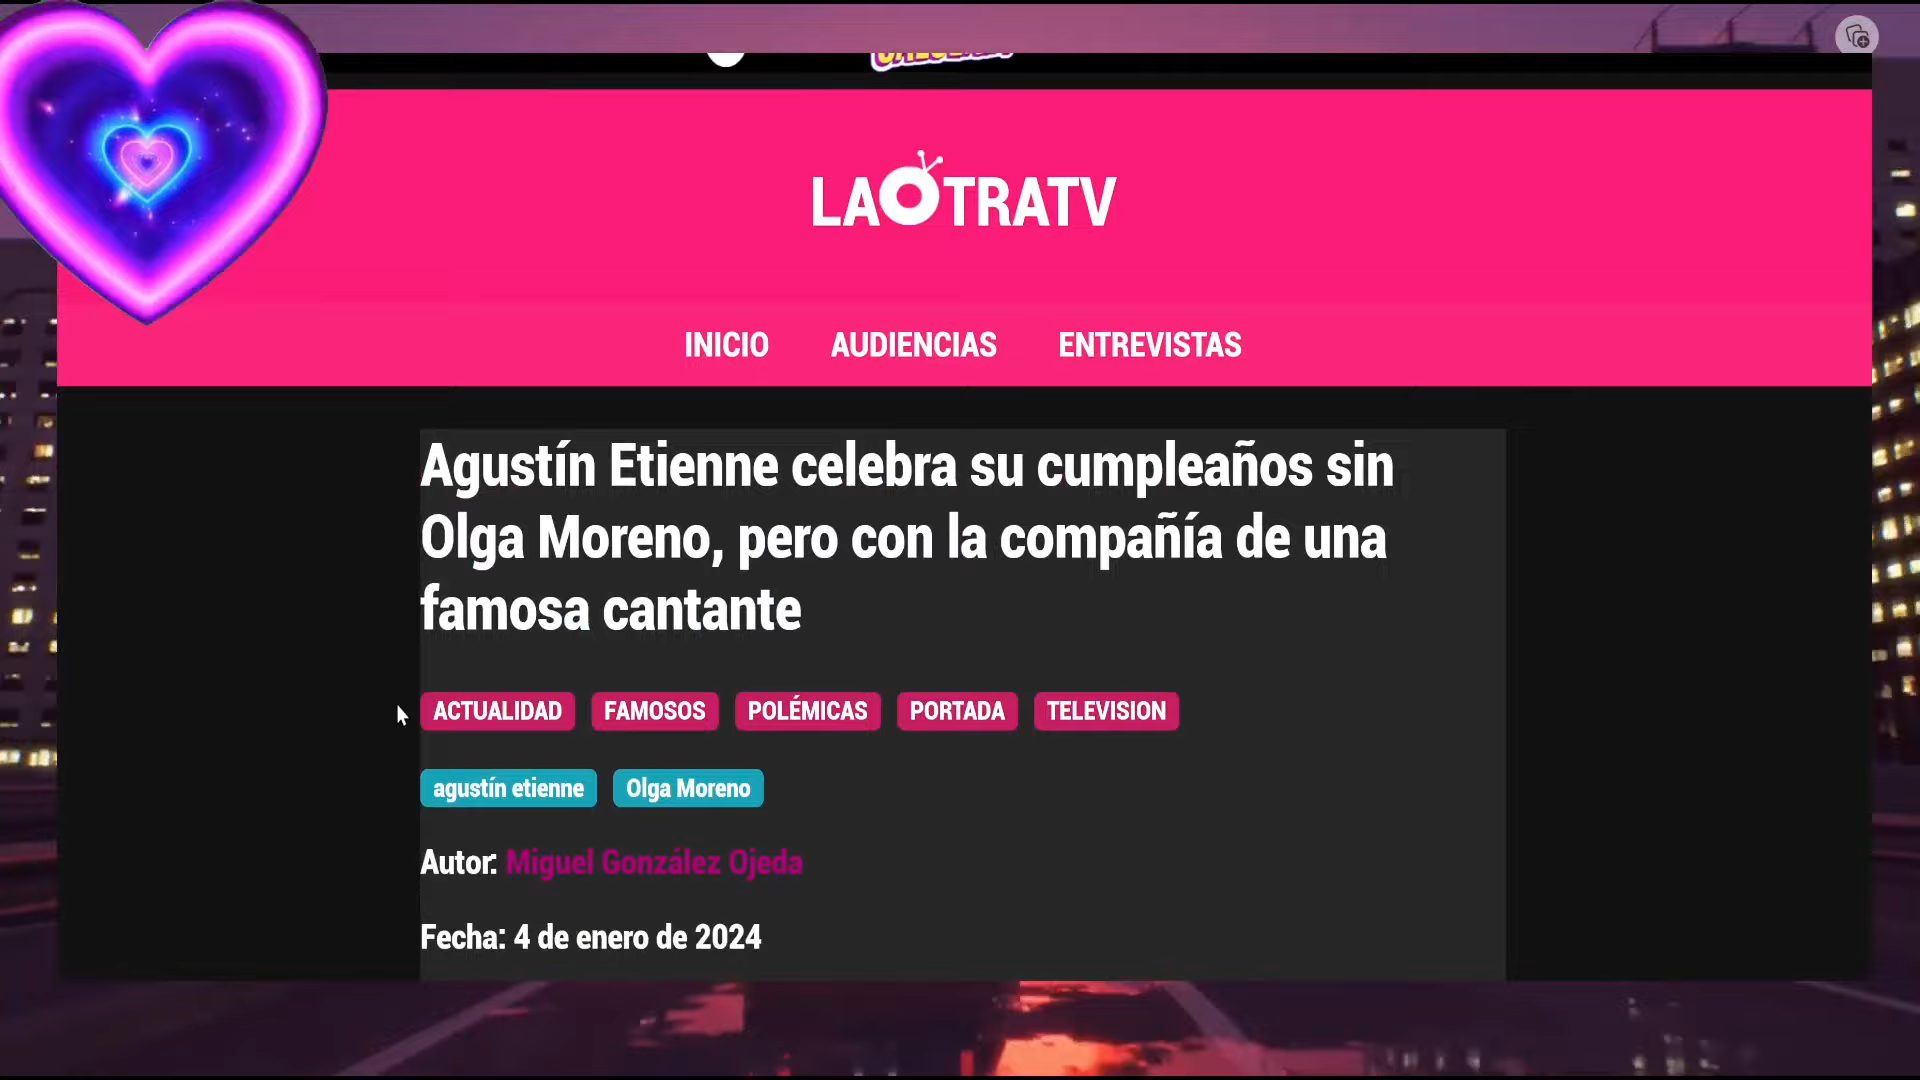 LAOTRATV
INICIO AUDIENCIAS ENTREVISTAS
Agustín Etienne celebra su cumpleaños sin
Olga Moreno, pero con la compañía de una
famosa cantante
ACTUALIDAD FAMOSOS POLÉMICAS PORTADA TELEVISION
agustín etienne Olga Moreno
Autor: Miguel González Ojeda
Fecha: 4 de enero de 2024